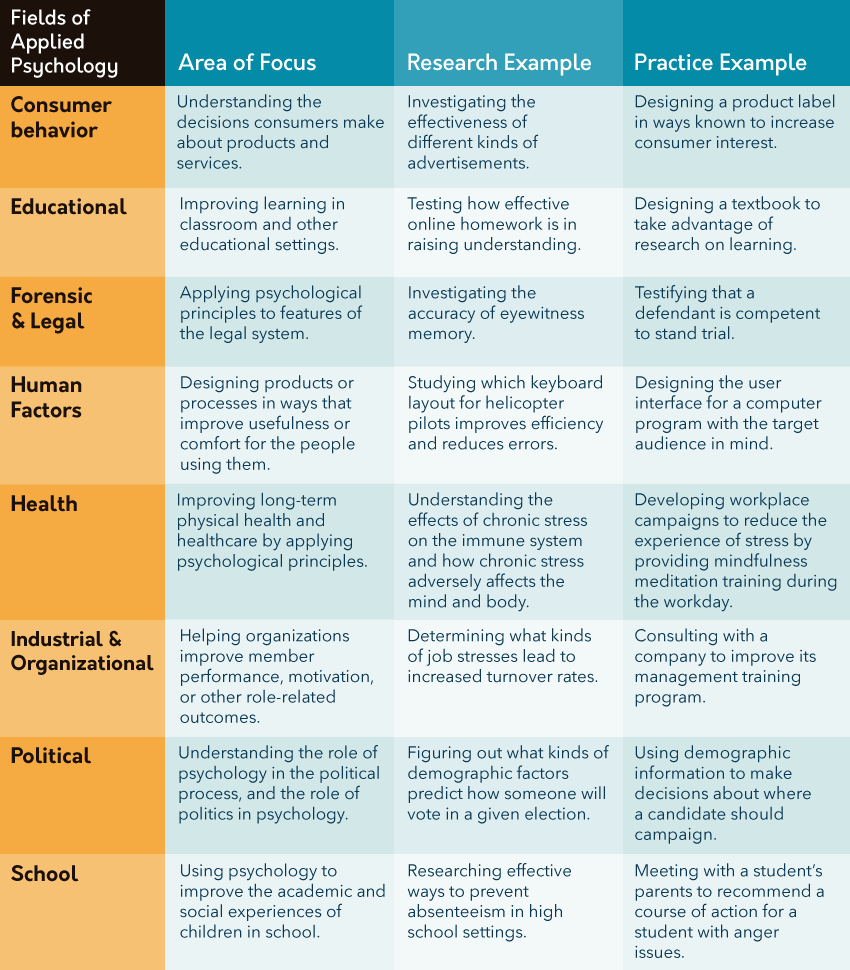 Fields of
Applied
Psychology
Area of Focus
Research Example
Practice Example
Consumer
behavior
Understanding the
decisions consumers make
about products and
services.
Investigating the
effectiveness of
different kinds of
advertisements.
Designing a product label
in ways known to increase
consumer interest.
Educational
Improving learning in
classroom and other
educational settings.
Testing how effective
online homework is in
raising understanding.
Designing a textbook to
take advantage of
research on learning.
Forensic
& Legal
Applying psychological
principles to features of
the legal system.
Investigating the
accuracy of eyewitness
memory.
Testifying that a
defendant is competent
to stand trial.
Human
Factors
Designing products or
processes in ways that
improve usefulness or
comfort for the people
using them.
Studying which keyboard
layout for helicopter
pilots improves efficiency
and reduces errors.
Designing the user
interface for a computer
program with the target
audience in mind.
Health
Improving long-term
physical health and
healthcare by applying
psychological principles.
Understanding the
effects of chronic stress
on the immune system
and how chronic stress
adversely affects the
mind and body.
Developing workplace
campaigns to reduce the
experience of stress by
providing mindfulness
meditation training during
the workday.
Industrial &
Organizational
Helping organizations
improve member
performance, motivation,
or other role-related
outcomes.
Determining what kinds
of job stresses lead to
increased turnover rates.
Consulting with a
company to improve its
management training
program.
Political
Understanding the role of
psychology in the political
process, and the role of
politics in psychology.
Figuring out what kinds of
demographic factors
predict how someone will
vote in a given election.
Using demographic
information to make
decisions about where
a candidate should
campaign.
School
Using psychology to
improve the academic and
social experiences of
children in school.
Researching effective
ways to prevent
absenteeism in high
school settings.
Meeting with a student’s
parents to recommend a
course of action for a
student with anger
issues.